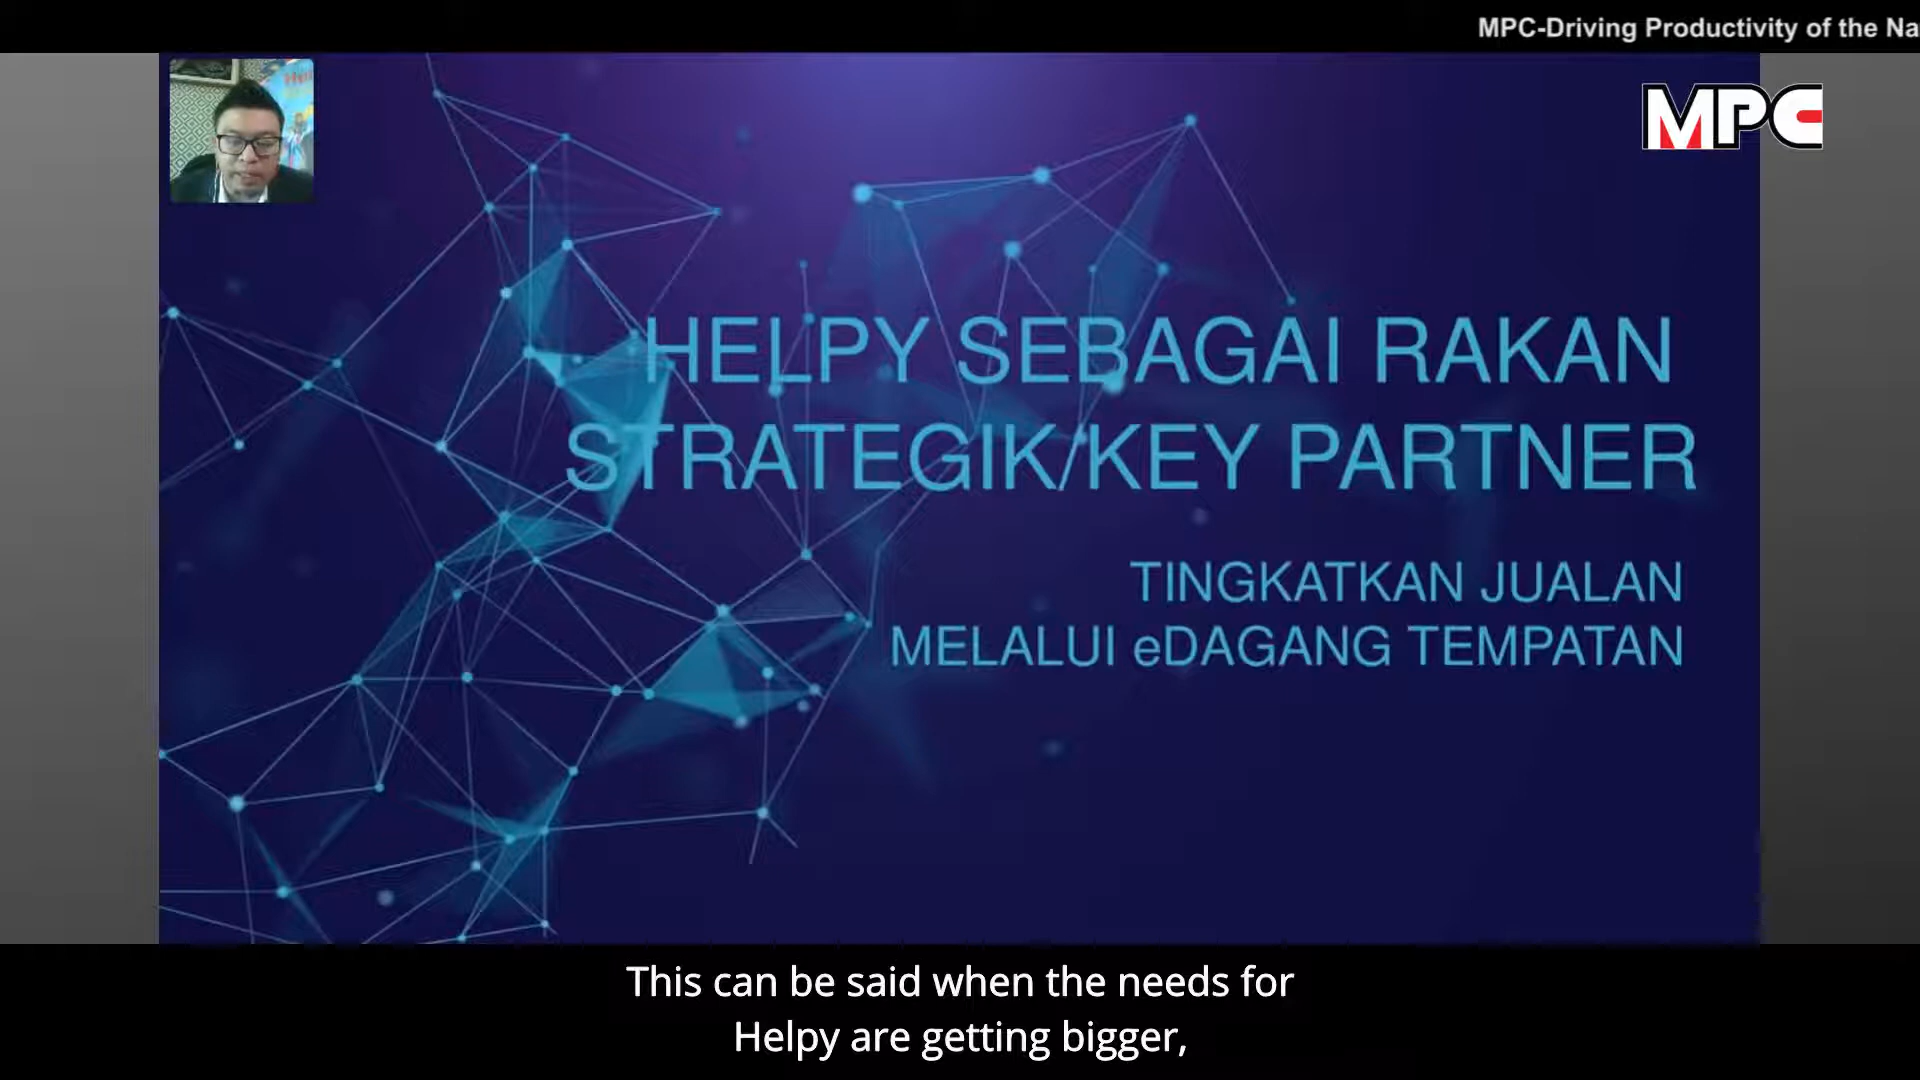 MPC-Driving Productivity of the Na
MPC
HELPY SEBAGAI RAKAN
STRATEGIK/KEY PARTNER
TINGKATKAN JUALAN
MELALUI eDAGANG TEMPATAN
This can be said when the needs for
Helpy are getting bigger,